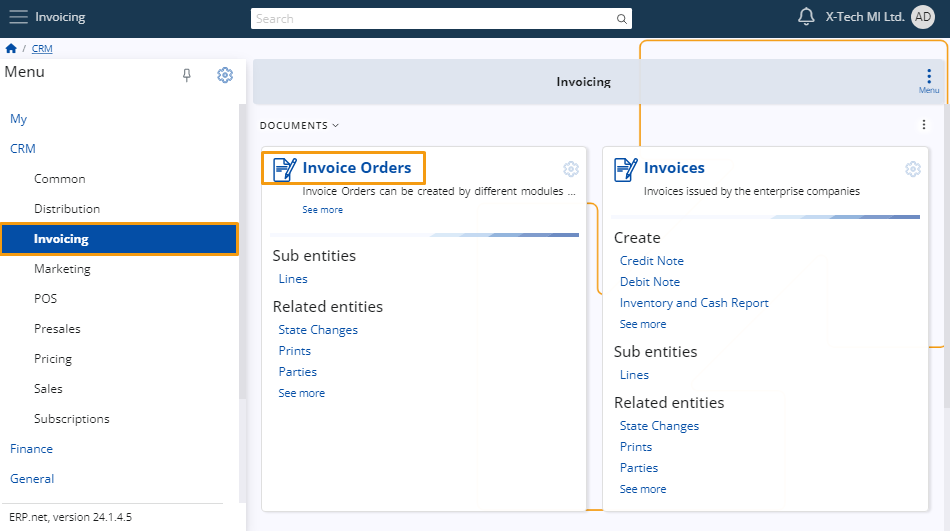 Invoicing
Search
X-Tech MI Ltd.
AD
/ CRM
Menu
My
CRM
Common
Distribution
Invoicing
Marketing
POS
Presales
Pricing
Sales
Subscriptions
Finance
General
ERP.net, version 24.1.4.5
Invoicing
Menu
DOCUMENTS
Invoice Orders
Invoice Orders can be created by different modules ...
See more
Sub entities
Lines
Related entities
State Changes
Prints
Parties
See more
Invoices
Invoices issued by the enterprise companies
Create
Credit Note
Debit Note
Inventory and Cash Report
See more
Sub entities
Lines
Related entities
State Changes
Prints
Parties
See more